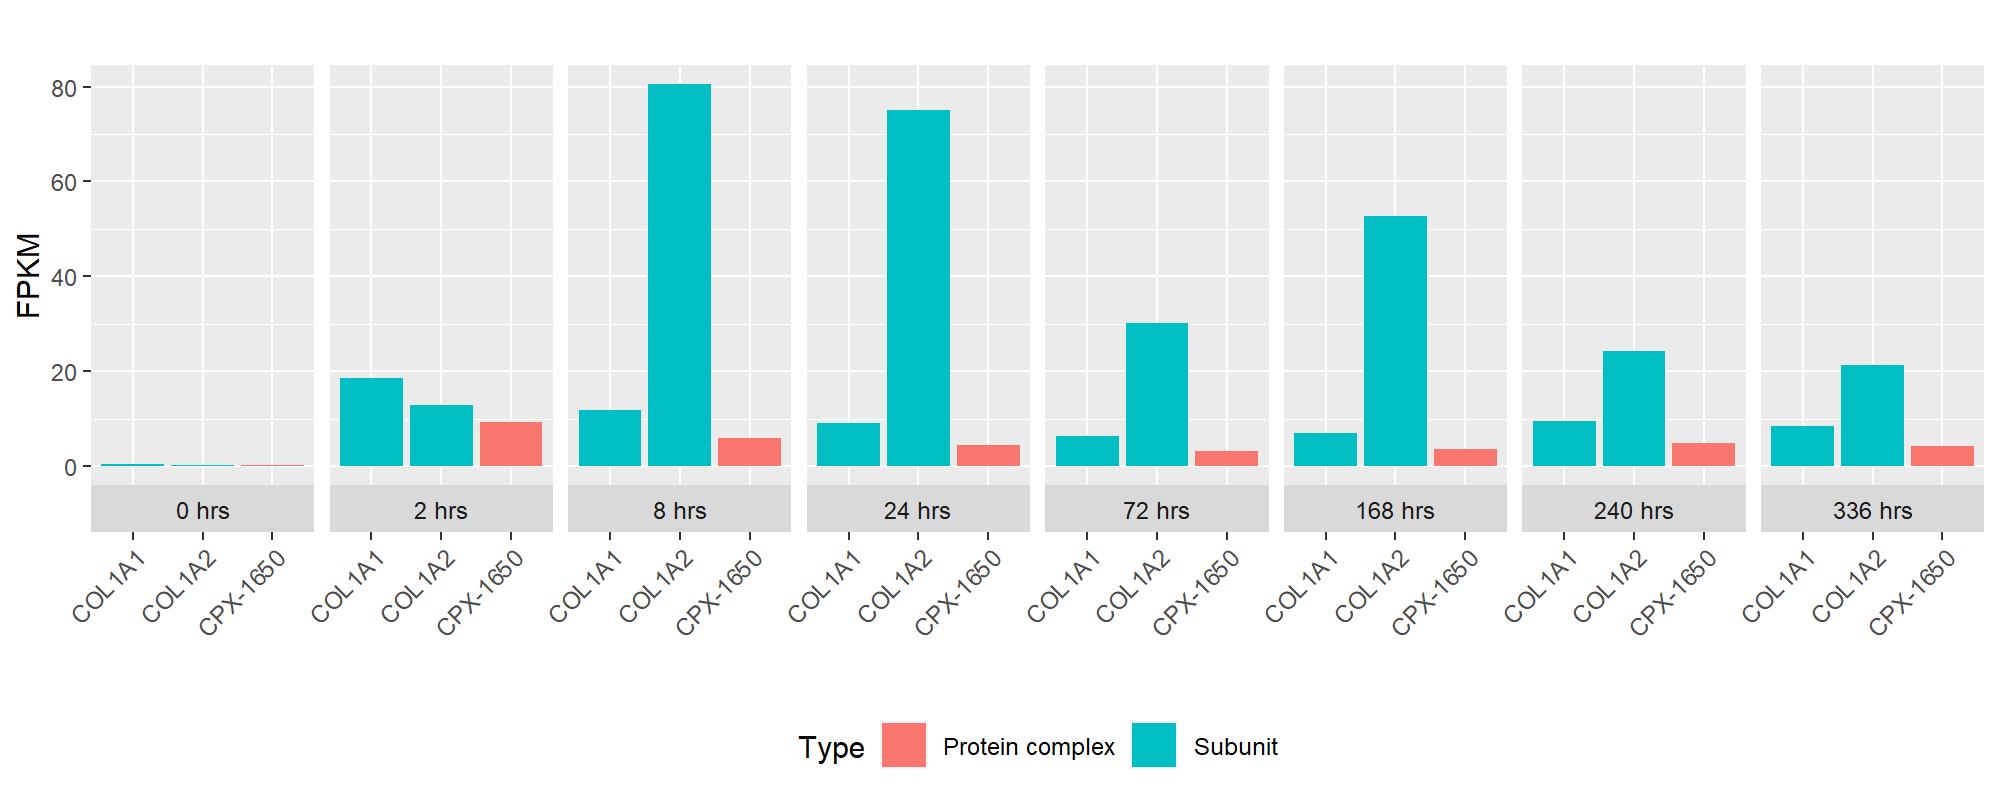 FPKM
80
60
40
20
0
0 hrs
2 hrs
8 hrs
24 hrs
72 hrs
168 hrs
240 hrs
336 hrs
COL1A1
COL1A2
CPX-1650
COL1A1
COL1A2
CPX-1650
COL1A1
COL1A2
CPX-1650
COL1A1
COL1A2
CPX-1650
COL1A1
COL1A2
CPX-1650
COL1A1
COL1A2
CPX-1650
COL1A1
COL1A2
CPX-1650
COL1A1
COL1A2
CPX-1650
Type Protein complex Subunit